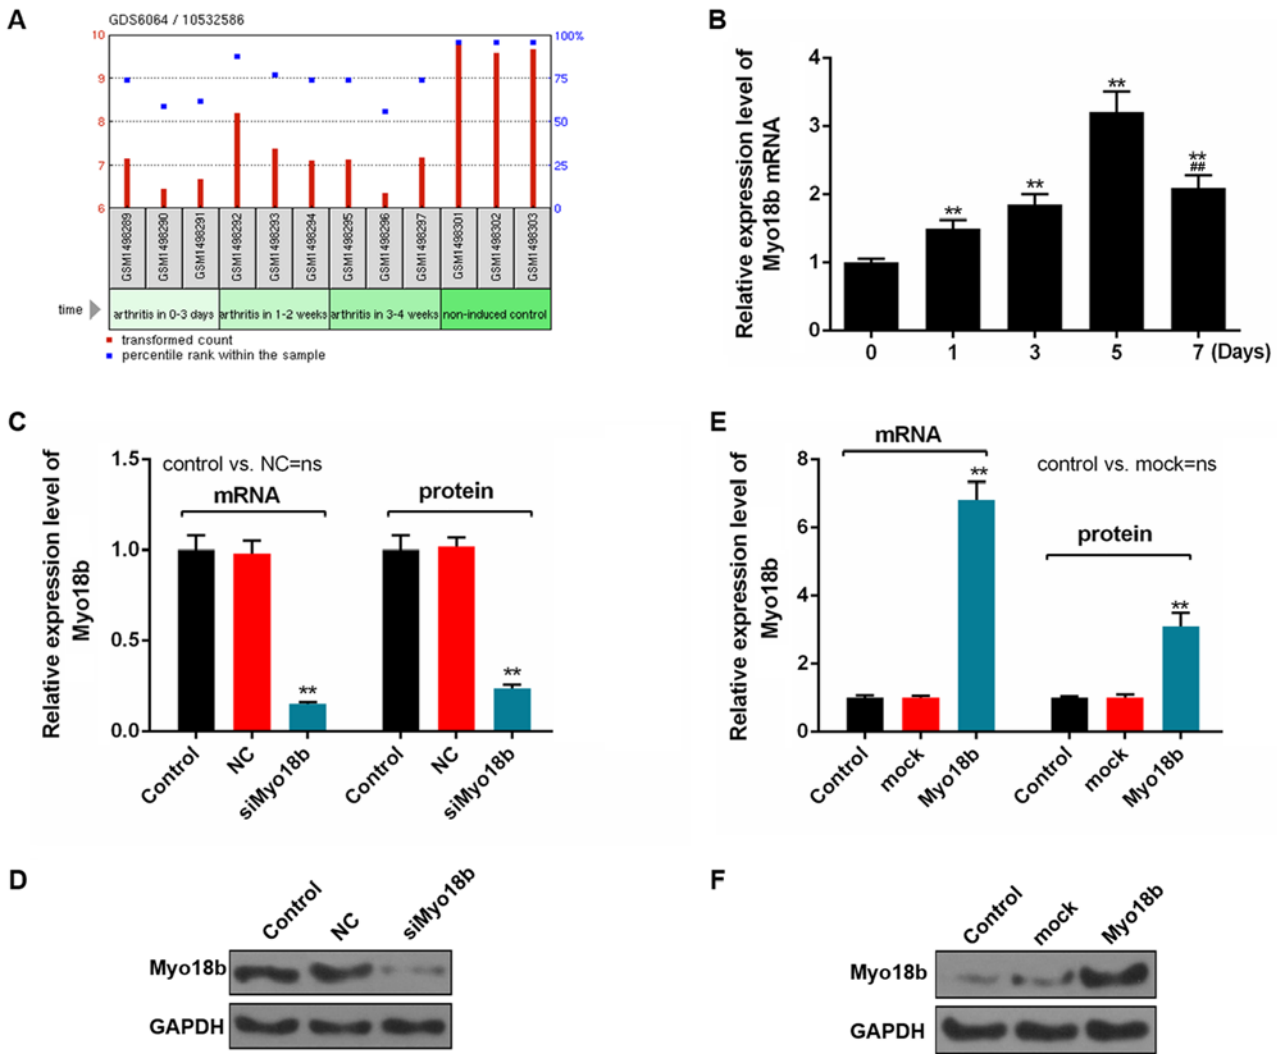 A
GDS6064 / 10532586
10
9
8
7
6
100%
75
50
25
0
GSM1498289
GSM1498290
GSM1498291
GSM1498292
GSM1498293
GSM1498294
GSM1498295
GSM1498296
GSM1498297
GSM1498301
GSM1498302
GSM1498303
time
arthritis in 0-3 days
arthritis in 1-2 weeks
arthritis in 3-4 weeks
non-induced control
transformed count
percentile rank within the sample
B
Relative expression level of
Myo18b mRNA
4
3
2
1
0
**
**
**
**
##
0 1 3 5 7 (Days)
C
Relative expression level of
Myo18b
1.5
1.0
0.5
0.0
control vs. NC=ns
mRNA
protein
**
**
Control
NC
siMyo18b
Control
NC
siMyo18b
E
Relative expression level of
Myo18b
8
6
4
2
0
mRNA
control vs. mock=ns
protein
**
**
Control
mock
Myo18b
Control
mock
Myo18b
D
Control
NC
siMyo18b
Myo18b
GAPDH
F
Control
mock
Myo18b
Myo18b
GAPDH